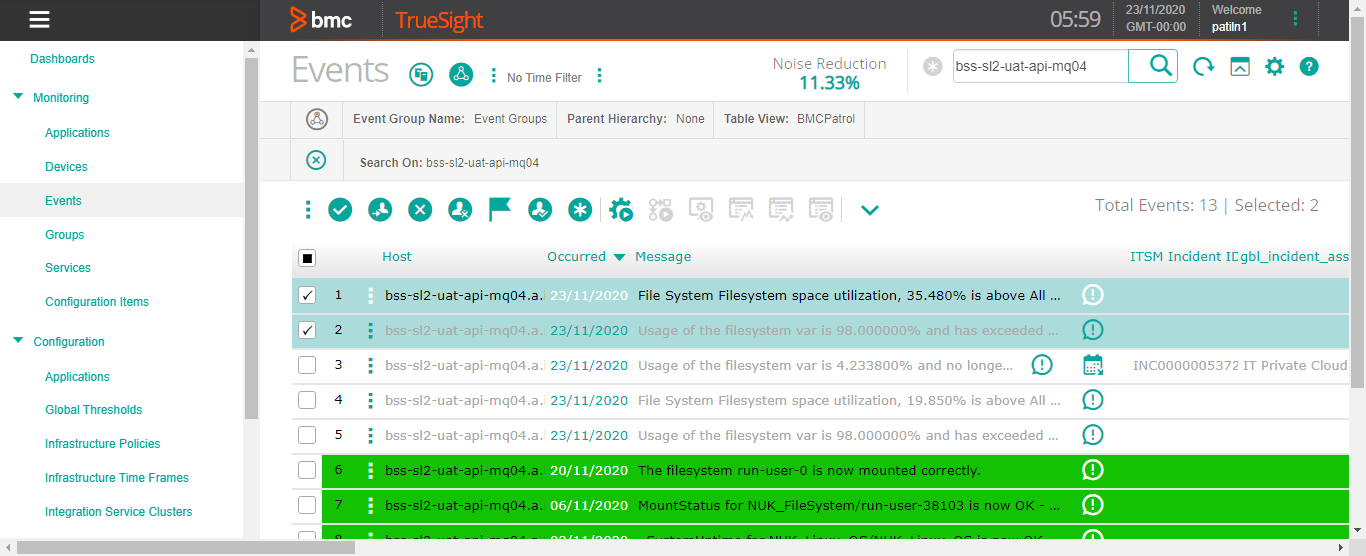 bmc TrueSight 05:59 23/11/2020 GMT-00:00 Welcome patiln1
Dashboards
Monitoring
Applications
Devices
Events
Groups
Services
Configuration Items
Configuration
Applications
Global Thresholds
Infrastructure Policies
Infrastructure Time Frames
Integration Service Clusters
Events No Time Filter Noise Reduction 11.33% bss-sl2-uat-api-mq04 ?
Event Group Name: Event Groups Parent Hierarchy: None Table View: BMCPatrol
Search On: bss-sl2-uat-api-mq04
Total Events: 13 | Selected: 2
Host Occurred Message ITSM Incident ID gbl_incident_ass
1 bss-sl2-uat-api-mq04.a. 23/11/2020 File System Filesystem space utilization, 35.480% is above All ...
2 bss-sl2-uat-api-mq04.a. 23/11/2020 Usage of the filesystem var is 98.000000% and has exceeded ...
3 bss-sl2-uat-api-mq04.a. 23/11/2020 Usage of the filesystem var is 4.233800% and no longe... INC0000005372 IT Private Cloud
4 bss-sl2-uat-api-mq04.a. 23/11/2020 File System Filesystem space utilization, 19.850% is above All ...
5 bss-sl2-uat-api-mq04.a. 23/11/2020 Usage of the filesystem var is 98.000000% and has exceeded ...
6 bss-sl2-uat-api-mq04.a. 20/11/2020 The filesystem run-user-0 is now mounted correctly.
7 bss-sl2-uat-api-mq04.a. 06/11/2020 MountStatus for NUK_FileSystem/run-user-38103 is now OK - ...